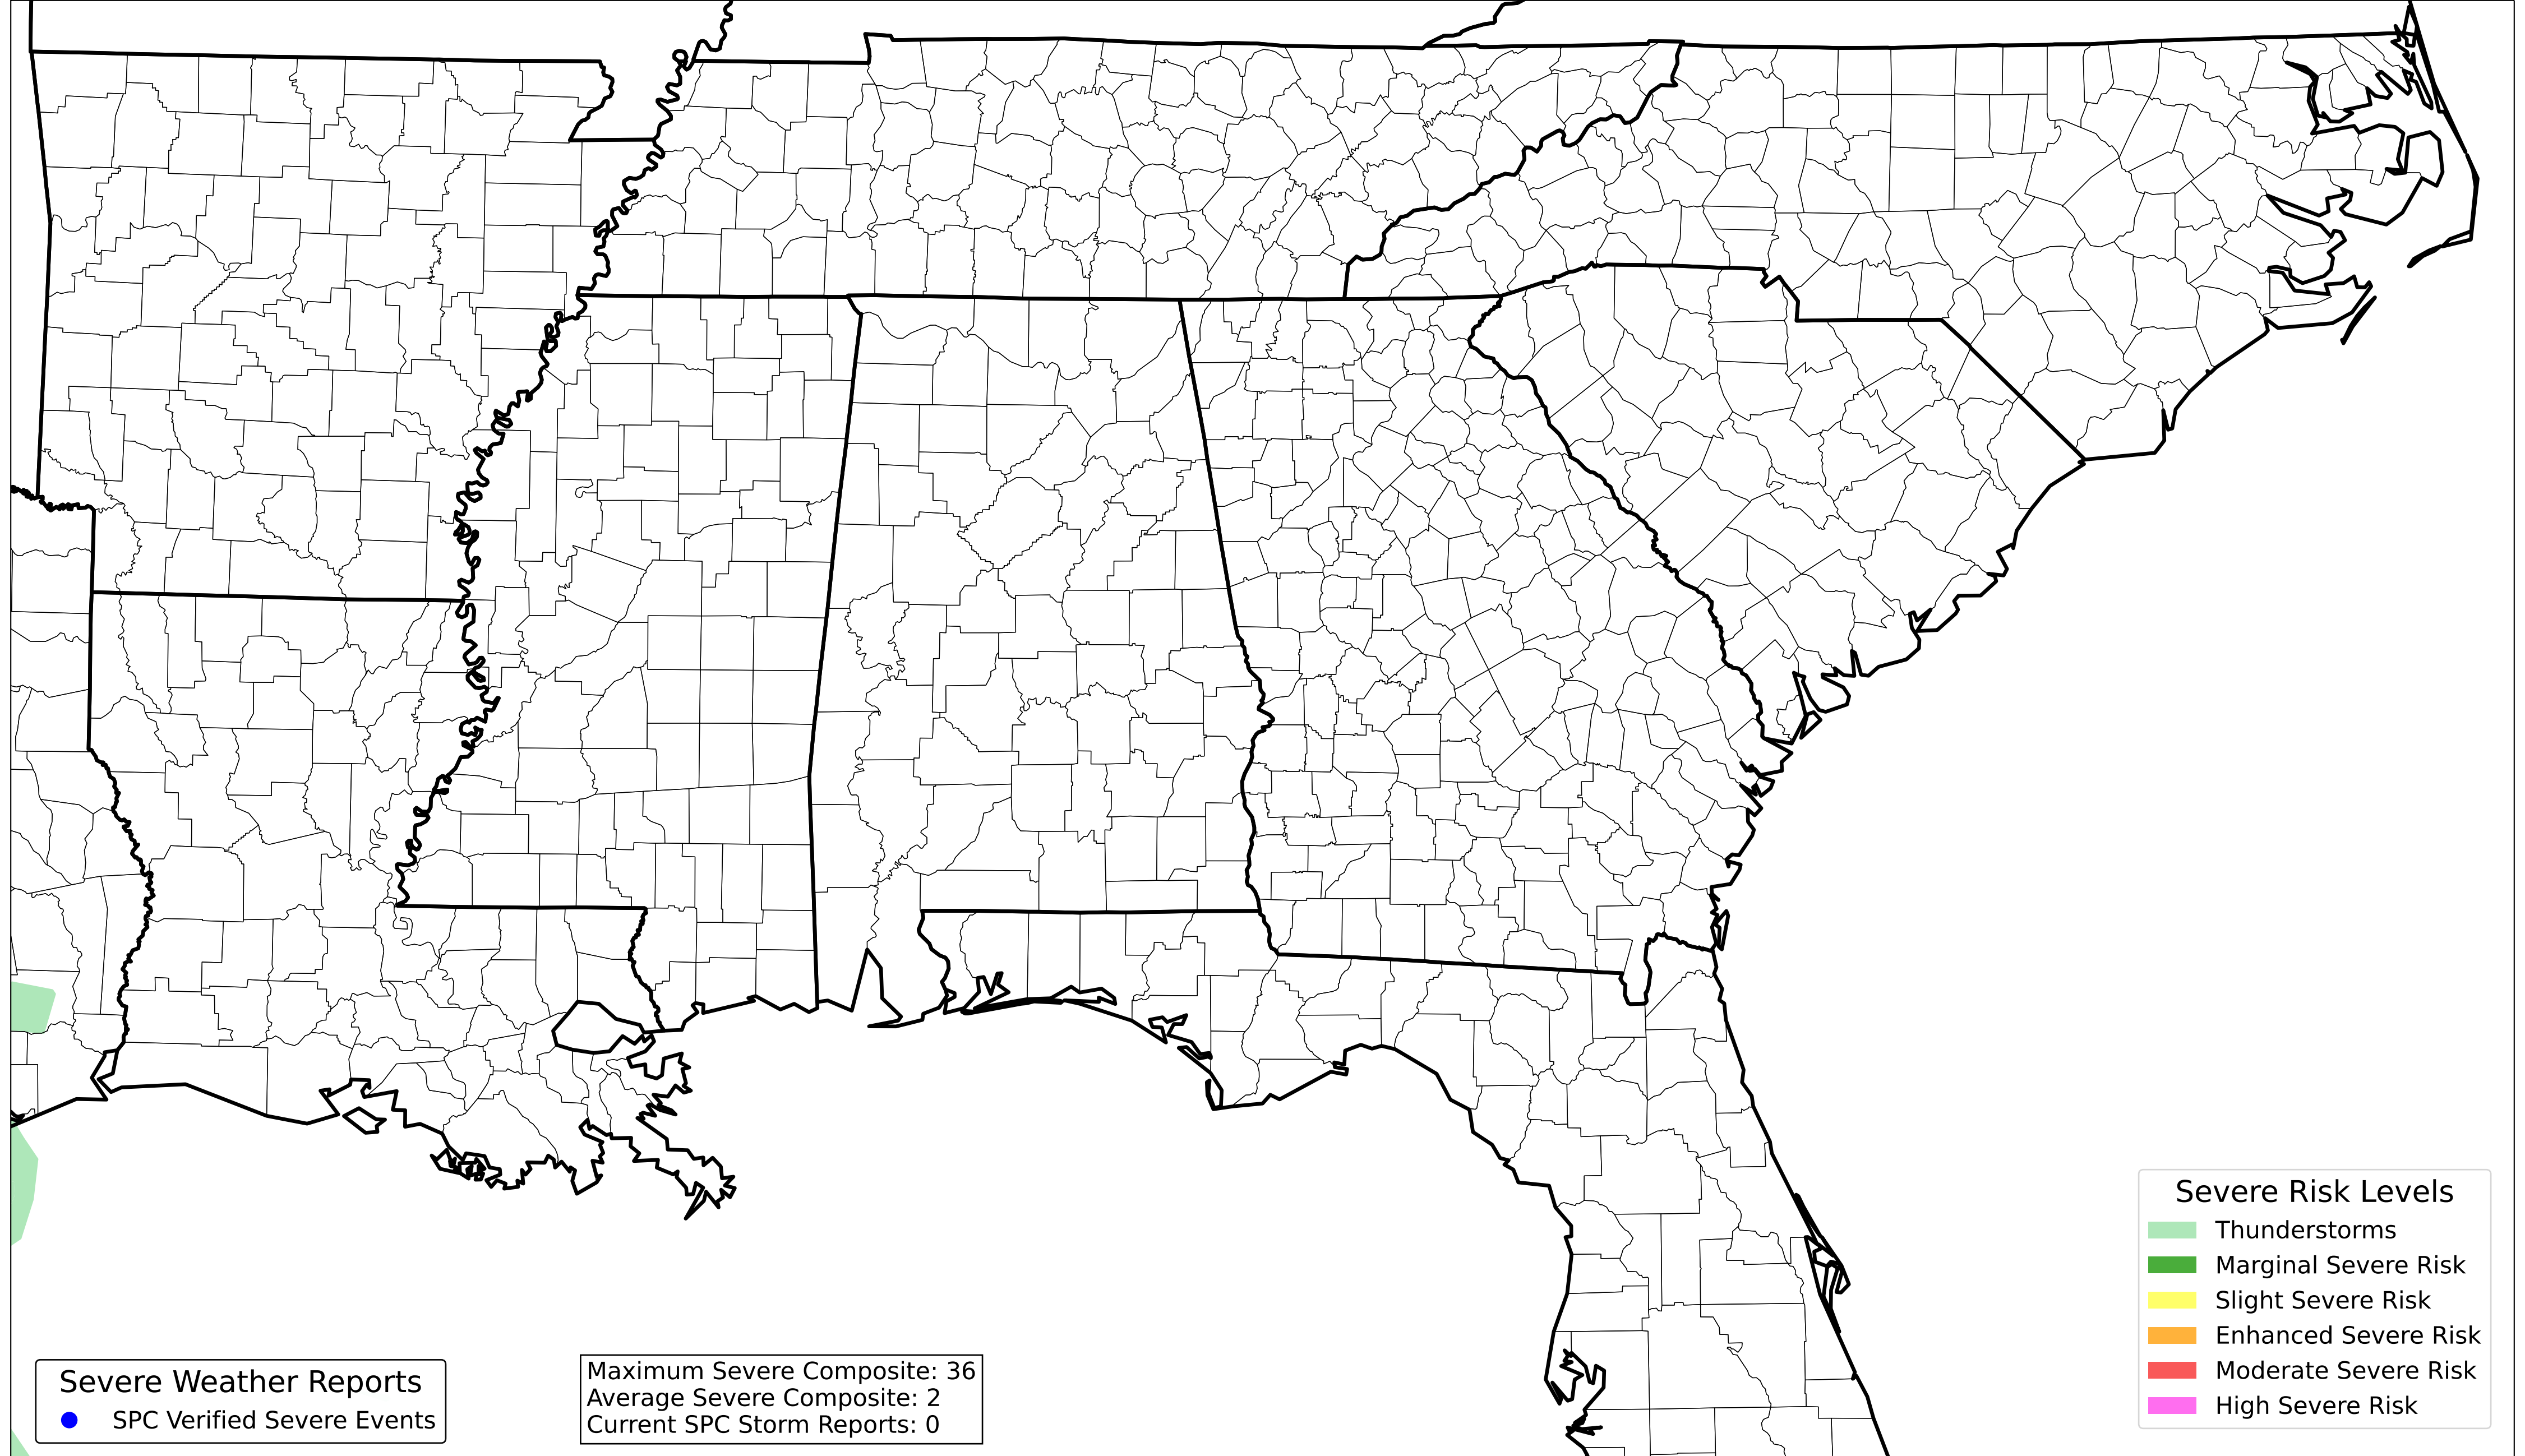 Severe Risk Levels
Thunderstorms
Marginal Severe Risk
Slight Severe Risk
Enhanced Severe Risk
Moderate Severe Risk
High Severe Risk
Severe Weather Reports
SPC Verified Severe Events
Maximum Severe Composite: 36
Average Severe Composite: 2
Current SPC Storm Reports: 0